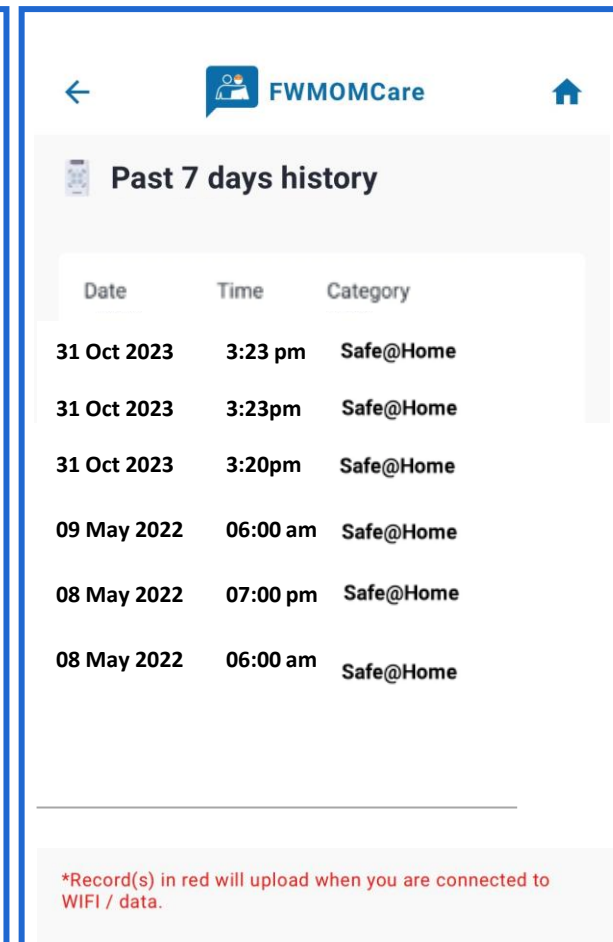 FWMOMCare
Past 7 days history
Date Time Category
31 Oct 2023 3:23 pm Safe@Home
31 Oct 2023 3:23pm Safe@Home
31 Oct 2023 3:20pm Safe@Home
09 May 2022 06:00 am Safe@Home
08 May 2022 07:00 pm Safe@Home
08 May 2022 06:00 am Safe@Home
*Record(s) in red will upload when you are connected to
WIFI / data.